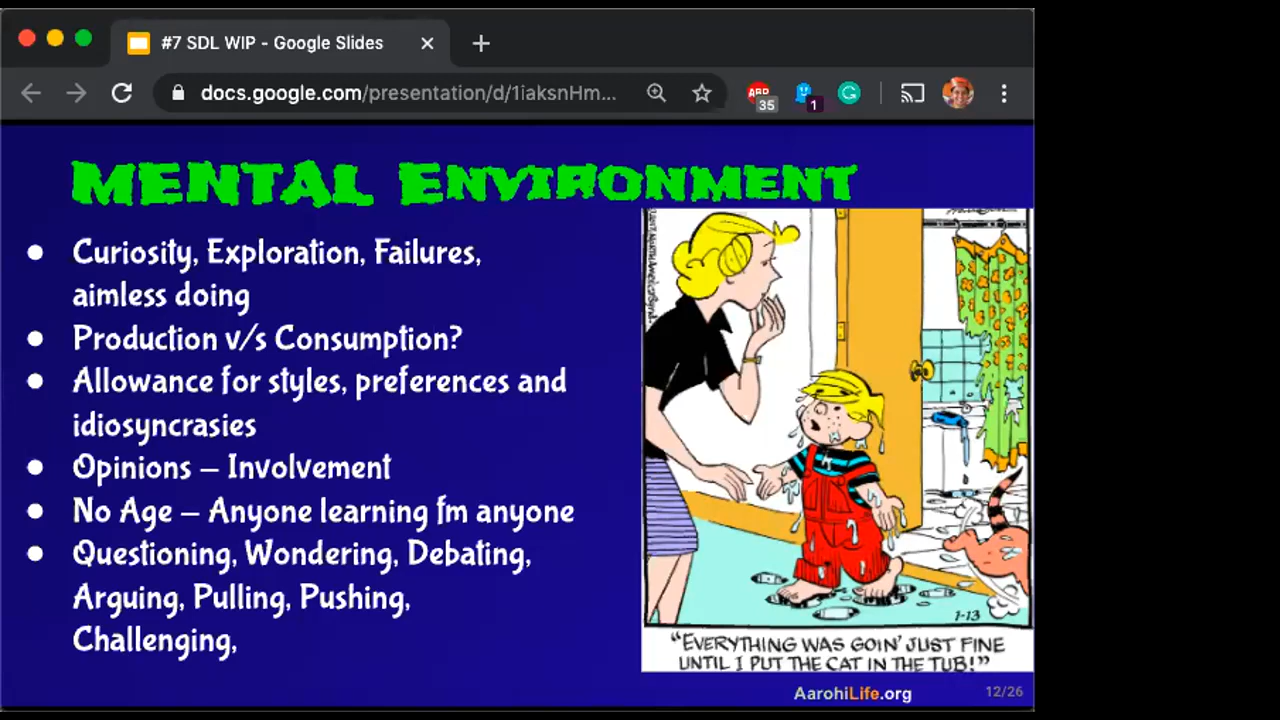 #7 SDL WIP - Google Slides
docs.google.com/presentation/d/1iaksnHm...
ABP
35
1
MENTAL ENVIRONMENT
● Curiosity, Exploration, Failures,
aimless doing
● Production v/s Consumption?
● Allowance for styles, preferences and
idiosyncrasies
● Opinions – Involvement
● No Age – Anyone learning fm anyone
● Questioning, Wondering, Debating,
Arguing, Pulling, Pushing,
Challenging,
1-13
"EVERYTHING WAS GOIN' JUST FINE
UNTIL I PUT THE CAT IN THE TUB!"
AarohiLife.org
12/26